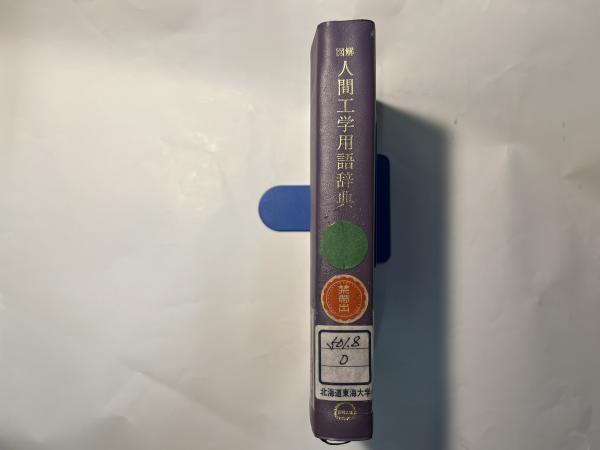 図解
人間工学用語辞典
禁帯出
501.8
D
北海道東海大学